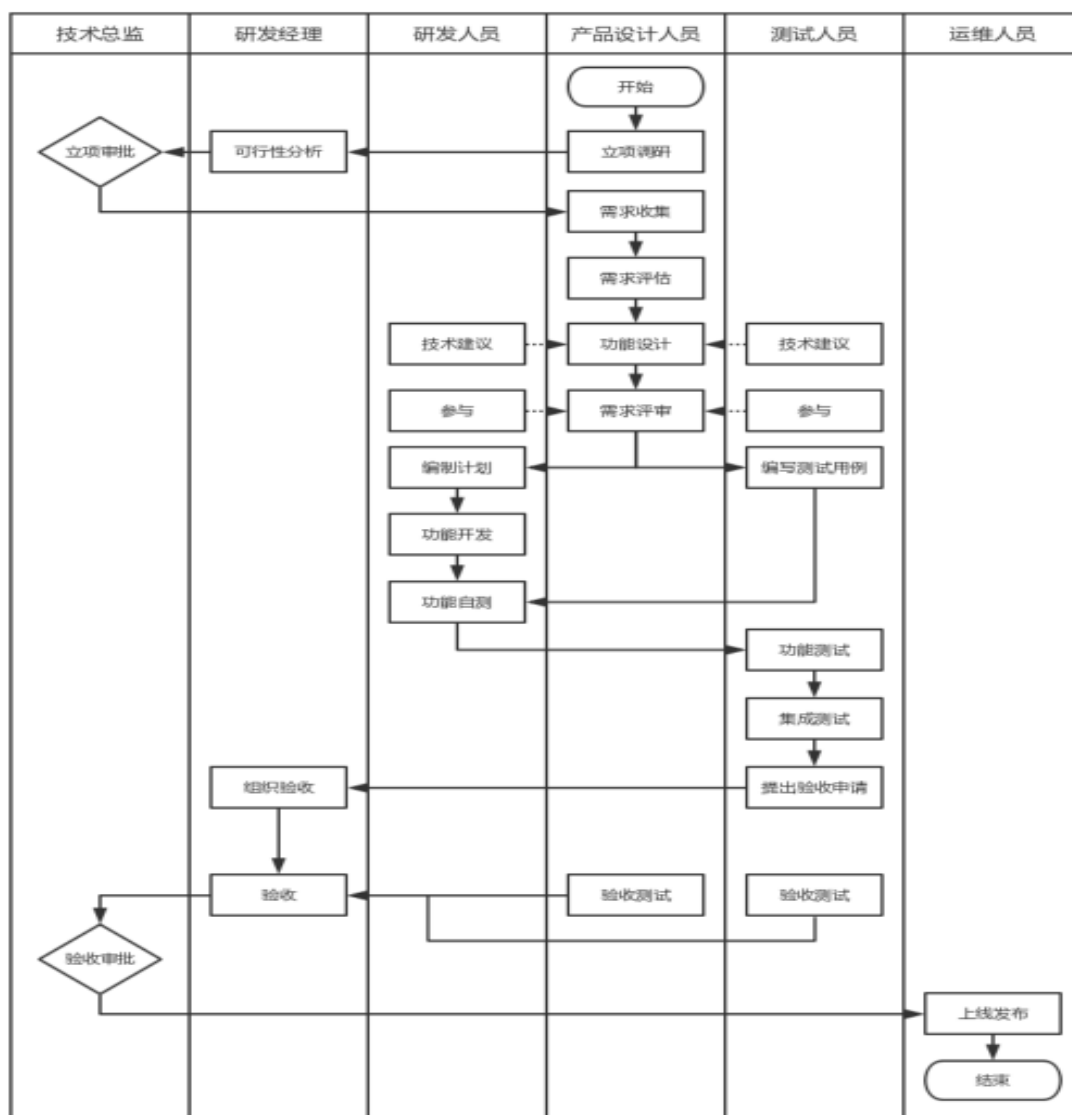 技术总监
研发经理
研发人员
产品设计人员
测试人员
运维人员
开始
立项审批
可行性分析
立项调研
需求收集
需求评估
技术建议
功能设计
技术建议
参与
需求评审
参与
编制计划
编写测试用例
功能开发
功能自测
功能测试
集成测试
组织验收
提出验收申请
验收
验收测试
验收测试
验收审批
上线发布
结束